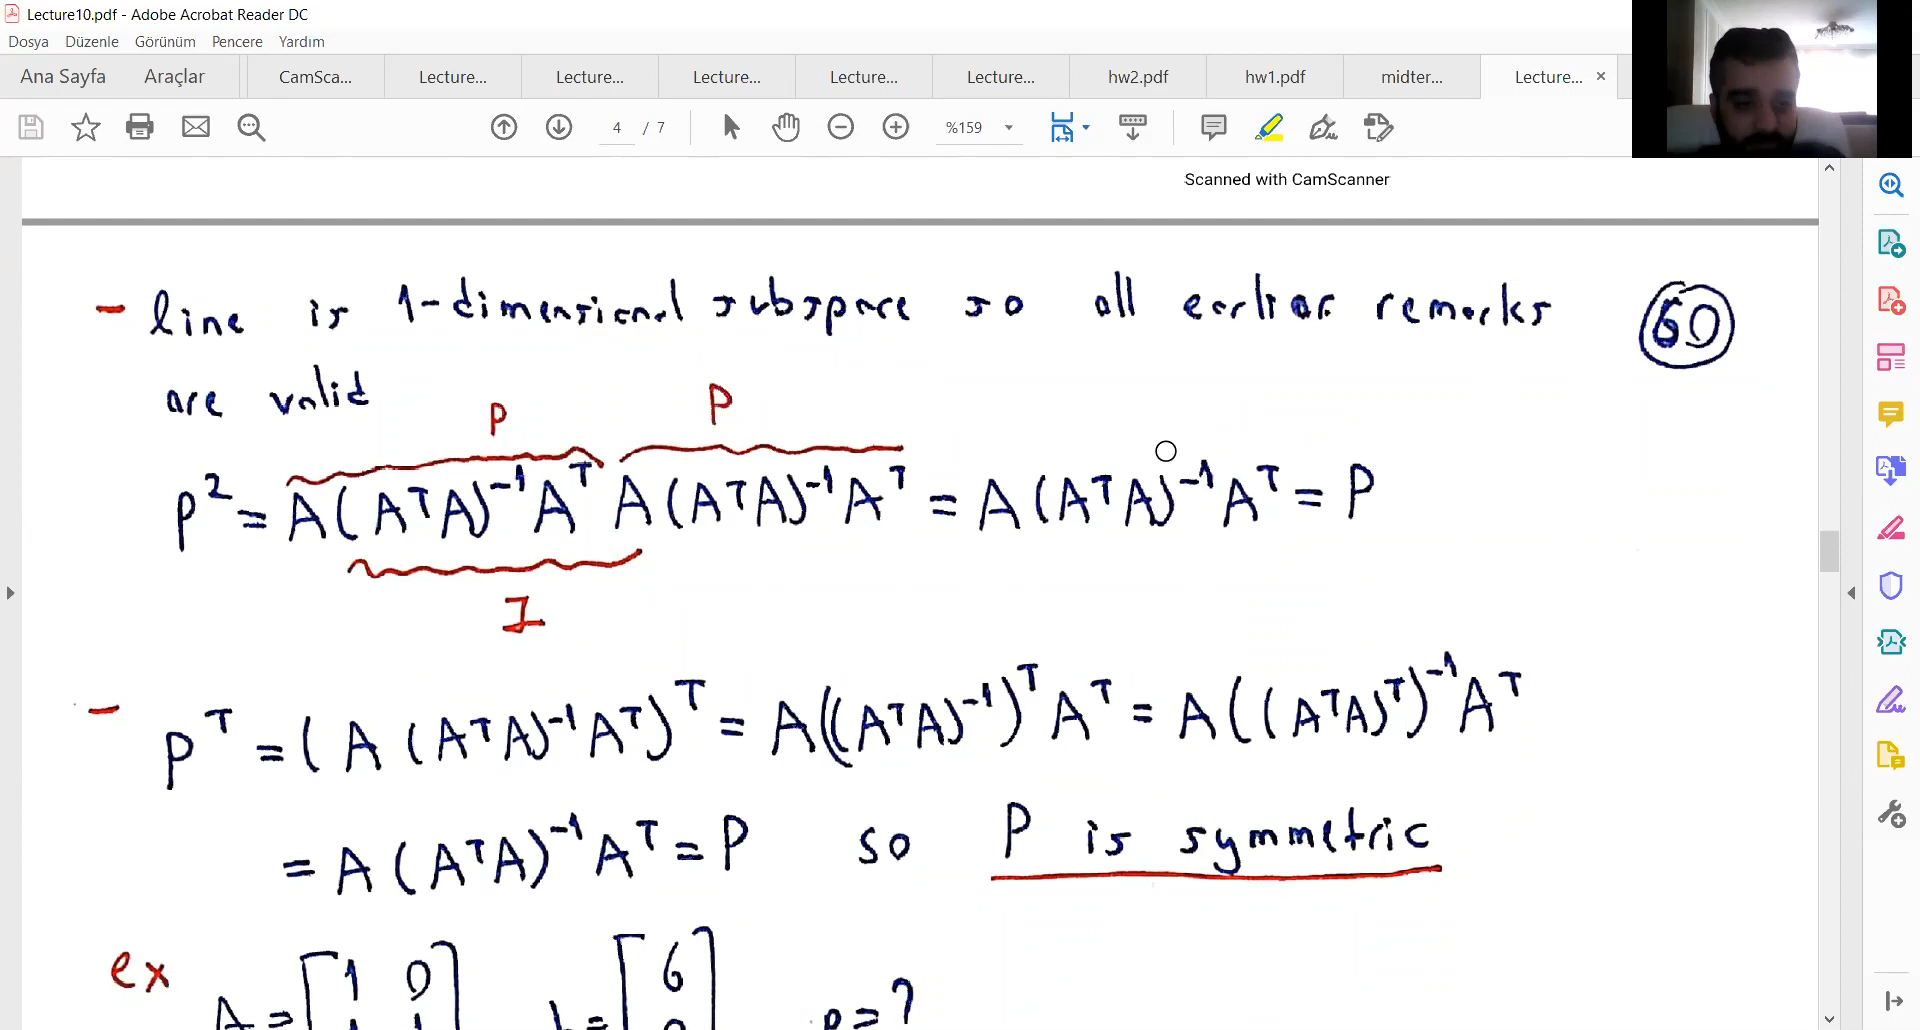 Lecture10.pdf - Adobe Acrobat Reader DC
Dosya Düzenle Görünüm Pencere Yardım
Ana Sayfa Araçlar CamSca... Lecture... Lecture... Lecture... Lecture... Lecture... hw2.pdf hw1.pdf midter... Lecture... ×
4 / 7 %159
Scanned with CamScanner
- line is 1-dimensional subspace so all earlier remarks 60
are valid
P P
P² = A(AᵀA)⁻¹Aᵀ A(AᵀA)⁻¹Aᵀ = A(AᵀA)⁻¹Aᵀ = P
I
- Pᵀ = (A(AᵀA)⁻¹Aᵀ)ᵀ = A((AᵀA)⁻¹)ᵀAᵀ = A((AᵀA)ᵀ)⁻¹Aᵀ
= A(AᵀA)⁻¹Aᵀ = P so P is symmetric
ex A = [1 0 b = [6 p = ?